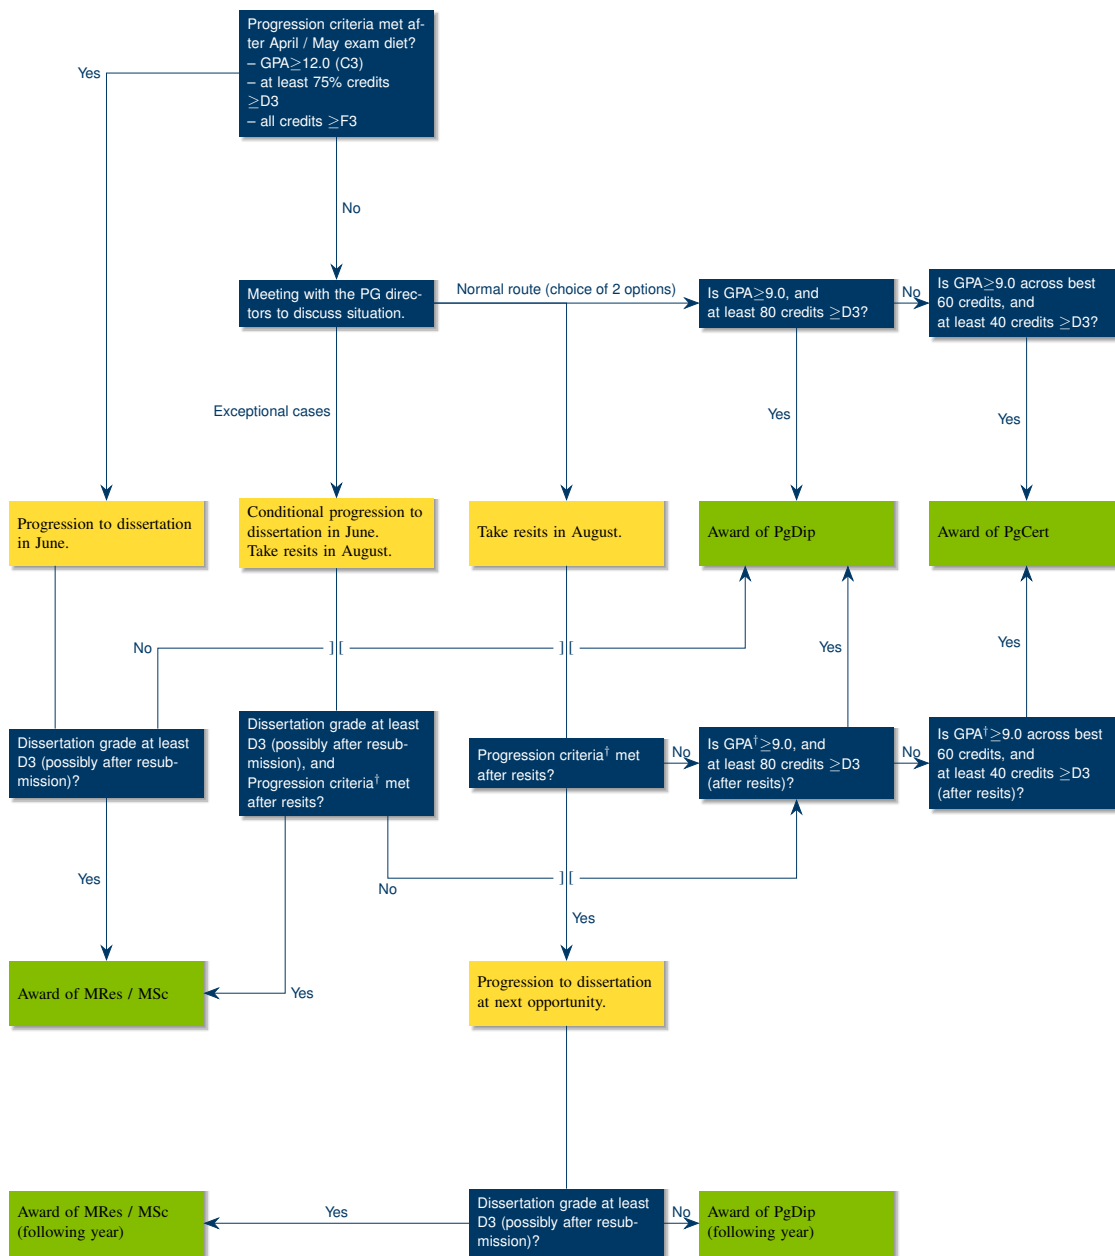 Progression criteria met af-
ter April / May exam diet?
– GPA≥12.0 (C3)
– at least 75% credits
≥D3
– all credits ≥F3
Yes
No
Meeting with the PG direc-
tors to discuss situation.
Normal route (choice of 2 options)
Is GPA≥9.0, and
at least 80 credits ≥D3?
No
Is GPA≥9.0 across best
60 credits, and
at least 40 credits ≥D3?
Exceptional cases
Yes
Yes
Progression to dissertation
in June.
Conditional progression to
dissertation in June.
Take resits in August.
Take resits in August.
Award of PgDip
Award of PgCert
No
] [
] [
Yes
Yes
Dissertation grade at least
D3 (possibly after resub-
mission)?
Dissertation grade at least
D3 (possibly after resub-
mission), and
Progression criteria† met
after resits?
Progression criteria† met
after resits?
No
Is GPA†≥9.0, and
at least 80 credits ≥D3
(after resits)?
No
Is GPA†≥9.0 across best
60 credits, and
at least 40 credits ≥D3
(after resits)?
Yes
No
] [
Yes
Award of MRes / MSc
Yes
Progression to dissertation
at next opportunity.
Award of MRes / MSc
(following year)
Yes
Dissertation grade at least
D3 (possibly after resub-
mission)?
No
Award of PgDip
(following year)